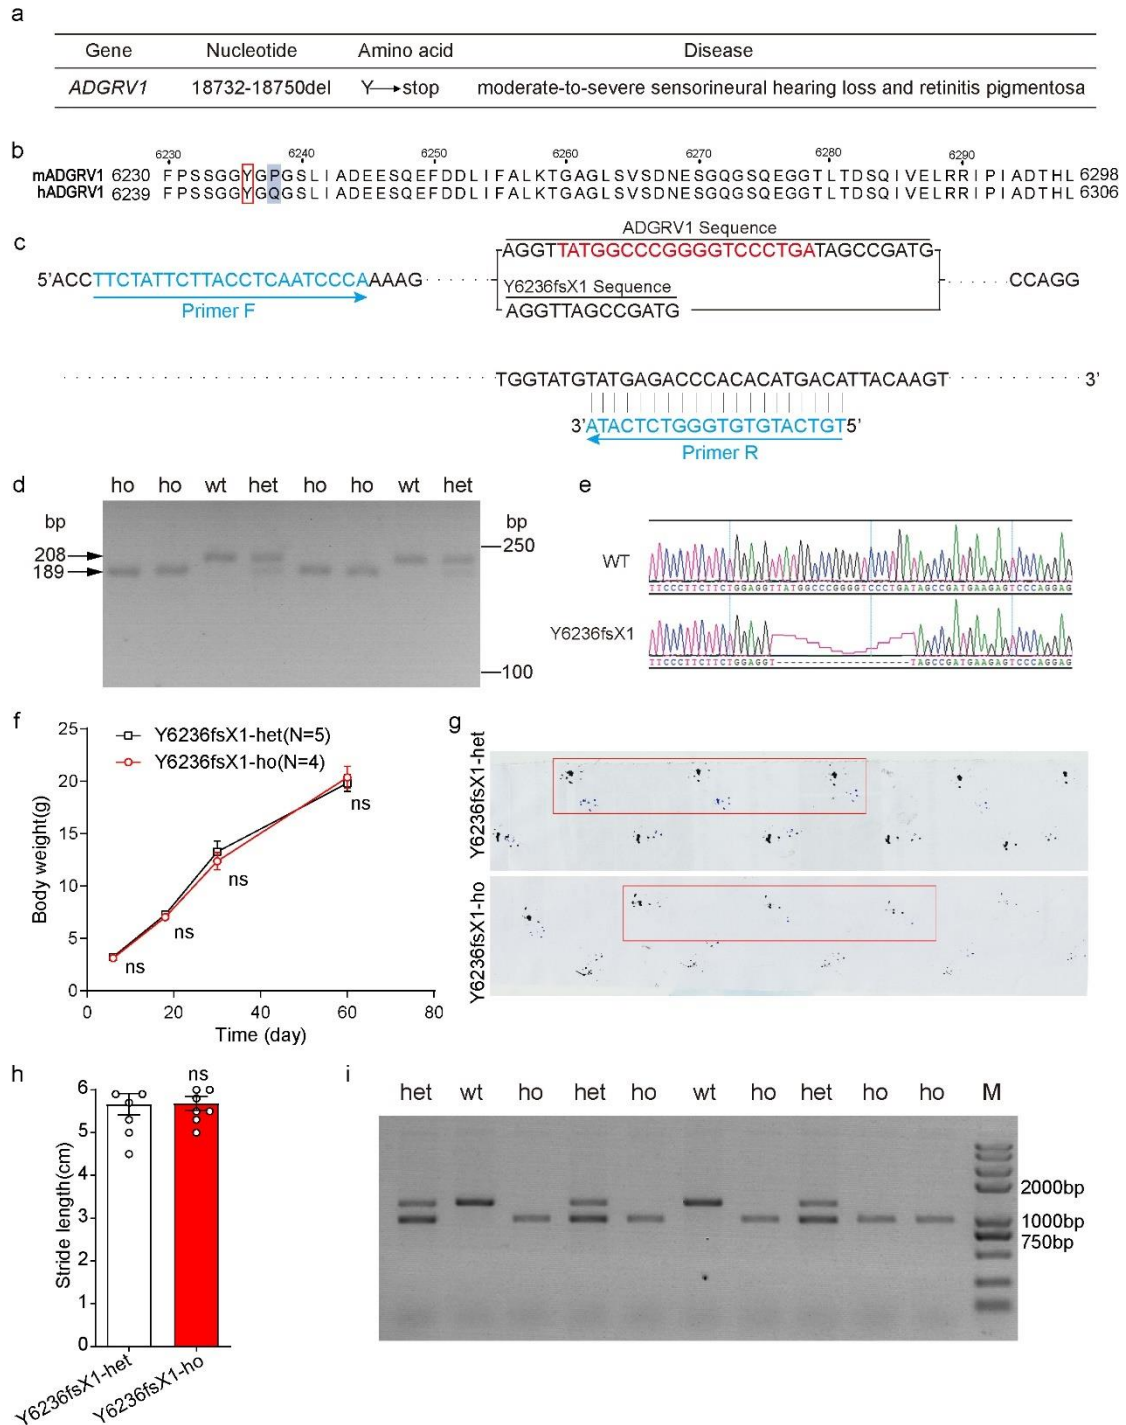 a
Gene Nucleotide Amino acid Disease
ADGRV1 18732-18750del Y→stop moderate-to-severe sensorineural hearing loss and retinitis pigmentosa
b
6230 6240 6250 6260 6270 6280 6290
mADGRV1 6230 FPSSGGYGPGSLIADEESQEFDDLIFALKTGAGLSVSDNESGQGSQEGGTLTDSQIVELRRIPIADTHL 6298
hADGRV1 6239 FPSSGGYGQGSLIADEESQEFDDLIFALKTGAGLSVSDNESGQGSQEGGTLTDSQIVELRRIPIADTHL 6306
c
ADGRV1 Sequence
AGGTTATGGCCCGGGGTCCCTGATAGCCGATG
5'ACCTTCTATTCTTACCTCAATCCCAAAAG
CCAGG
Primer F
Y6236fsX1 Sequence
AGGTTAGCCGATG
TGGTATGTATGAGACCCACACATGACATTACAAGT 3'
3'ATACTCTGGGTGTGTACTGT5'
Primer R
d
ho ho wt het ho ho wt het
bp bp
208
189
250
100
e
WT
TTCCCTTCTTCTGGAGGTTATGGCCCGGGGTCCCTGATAGCCGATGAAGAGTCCCAGGAG
Y6236fsX1
TTCCCTTCTTCTGGAGGT-------------------TAGCCGATGAAGAGTCCCAGGAG
f
25
20
15
10
5
0
Body weight(g)
Y6236fsX1-het(N=5)
Y6236fsX1-ho(N=4)
ns
ns
ns
ns
0 20 40 60 80
Time (day)
g
Y6236fsX1-het
Y6236fsX1-ho
h
ns
6
5
4
3
2
1
0
Stride length(cm)
Y6236fsX1-het
Y6236fsX1-ho
i
het wt ho het ho wt ho het ho ho M
2000bp
1000bp
750bp